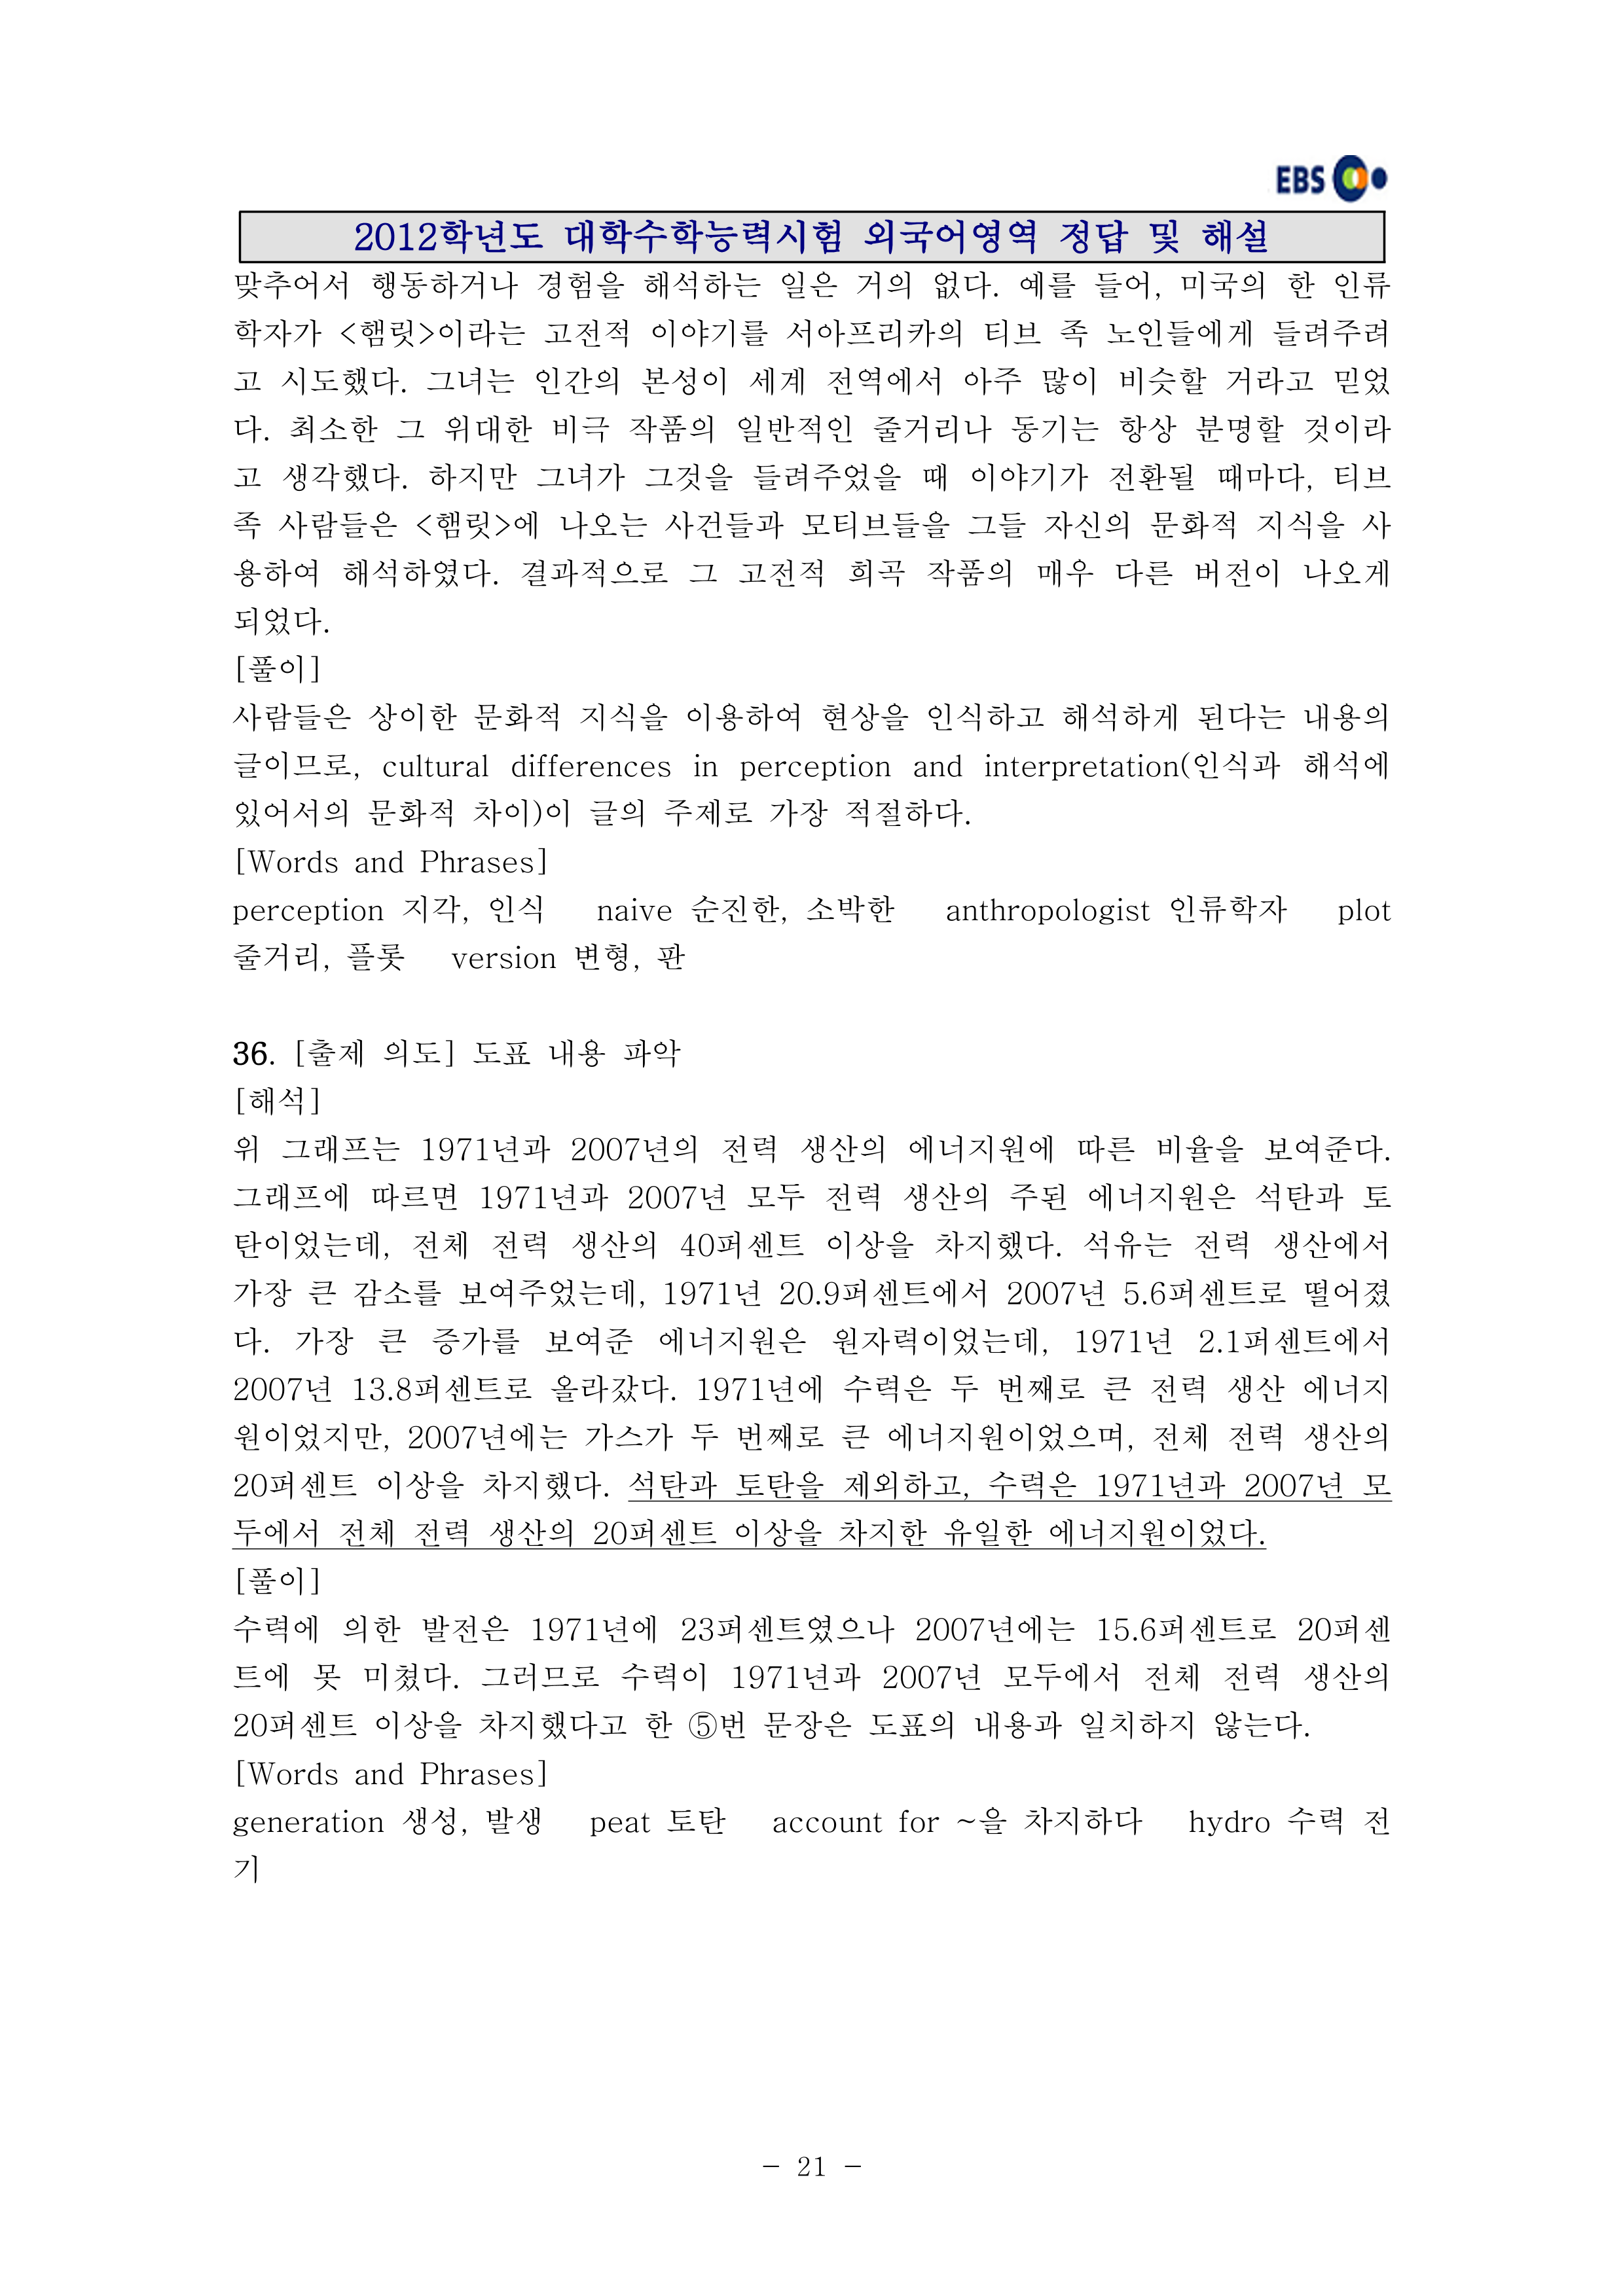 EBS
2012학년도 대학수학능력시험 외국어영역 정답 및 해설
맞추어서 행동하거나 경험을 해석하는 일은 거의 없다. 예를 들어, 미국의 한 인류
학자가 <햄릿>이라는 고전적 이야기를 서아프리카의 티브 족 노인들에게 들려주려
고 시도했다. 그녀는 인간의 본성이 세계 전역에서 아주 많이 비슷할 거라고 믿었
다. 최소한 그 위대한 비극 작품의 일반적인 줄거리나 동기는 항상 분명할 것이라
고 생각했다. 하지만 그녀가 그것을 들려주었을 때 이야기가 전환될 때마다, 티브
족 사람들은 <햄릿>에 나오는 사건들과 모티브들을 그들 자신의 문화적 지식을 사
용하여 해석하였다. 결과적으로 그 고전적 희곡 작품의 매우 다른 버전이 나오게
되었다.
[풀이]
사람들은 상이한 문화적 지식을 이용하여 현상을 인식하고 해석하게 된다는 내용의
글이므로, cultural differences in perception and interpretation(인식과 해석에
있어서의 문화적 차이)이 글의 주제로 가장 적절하다.
[Words and Phrases]
perception 지각, 인식 naive 순진한, 소박한 anthropologist 인류학자 plot
줄거리, 플롯 version 변형, 판
36. [출제 의도] 도표 내용 파악
[해석]
위 그래프는 1971년과 2007년의 전력 생산의 에너지원에 따른 비율을 보여준다.
그래프에 따르면 1971년과 2007년 모두 전력 생산의 주된 에너지원은 석탄과 토
탄이었는데, 전체 전력 생산의 40퍼센트 이상을 차지했다. 석유는 전력 생산에서
가장 큰 감소를 보여주었는데, 1971년 20.9퍼센트에서 2007년 5.6퍼센트로 떨어졌
다. 가장 큰 증가를 보여준 에너지원은 원자력이었는데, 1971년 2.1퍼센트에서
2007년 13.8퍼센트로 올라갔다. 1971년에 수력은 두 번째로 큰 전력 생산 에너지
원이었지만, 2007년에는 가스가 두 번째로 큰 에너지원이었으며, 전체 전력 생산의
20퍼센트 이상을 차지했다. 석탄과 토탄을 제외하고, 수력은 1971년과 2007년 모
두에서 전체 전력 생산의 20퍼센트 이상을 차지한 유일한 에너지원이었다.
[풀이]
수력에 의한 발전은 1971년에 23퍼센트였으나 2007년에는 15.6퍼센트로 20퍼센
트에 못 미쳤다. 그러므로 수력이 1971년과 2007년 모두에서 전체 전력 생산의
20퍼센트 이상을 차지했다고 한 ⑤번 문장은 도표의 내용과 일치하지 않는다.
[Words and Phrases]
generation 생성, 발생 peat 토탄 account for ~을 차지하다 hydro 수력 전
기
- 21 -